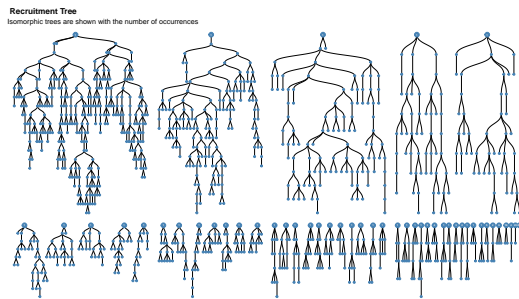 Recruitment Tree
Isomorphic trees are shown with the number of occurrences